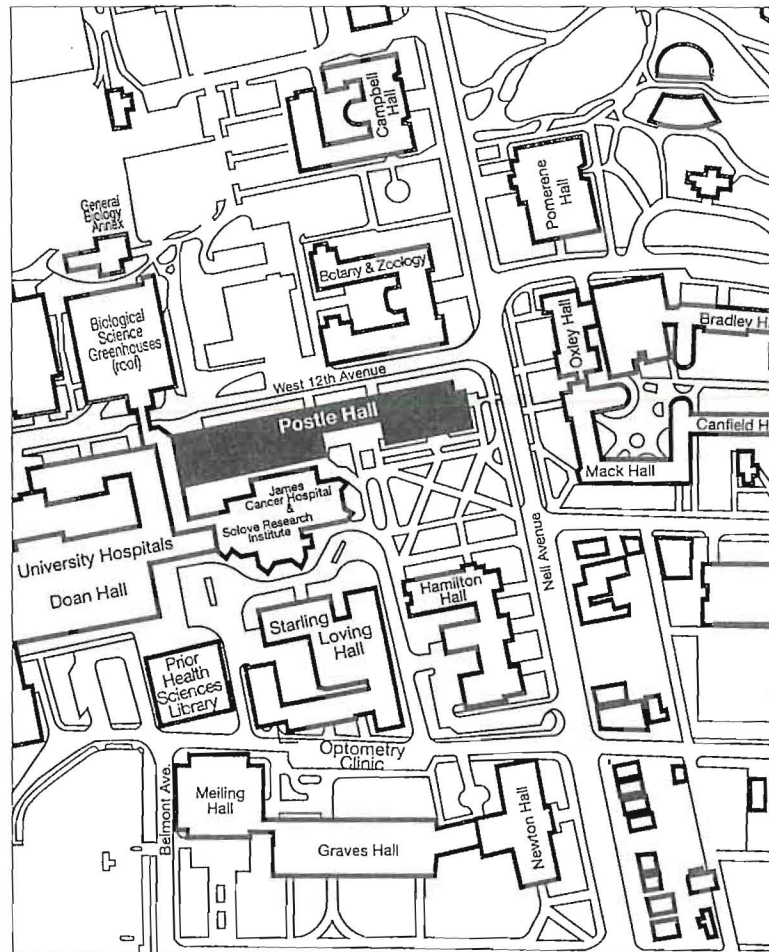 Campbell
Hall
Pomerene
Hall
General
Biology
Annex
Botany & Zoology
Biological
Science
Greenhouses
(roof)
Oxley Hall
Bradley H
West 12th Avenue
Postle Hall
Canfield H
Mack Hall
James
Cancer Hospital
&
Solove Research
Institute
University Hospitals
Doan Hall
Neil Avenue
Hamilton
Hall
Starling
Loving
Hall
Prior
Health
Sciences
Library
Optometry
Clinic
Belmont Ave.
Meiling
Hall
Graves Hall
Newton Hall